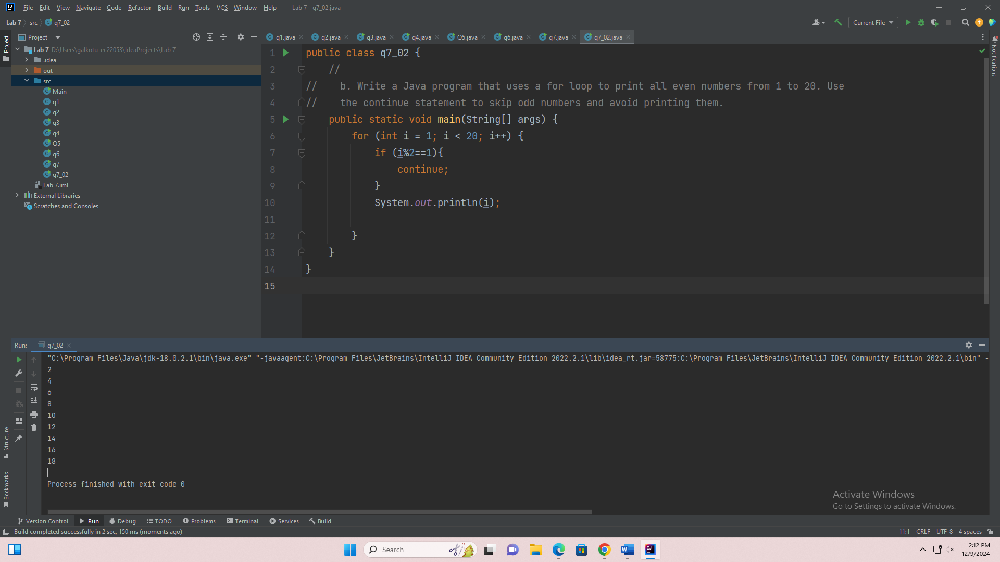 File Edit View Navigate Code Refactor Build Run Tools VCS Window Help Lab 7 - q7_02.java
Lab 7 src q7_02 Current File
Project
q1.java q2.java q3.java q4.java Q5.java q6.java q7.java q7_02.java
Project
Notifications
Lab 7 D:\Users\galkotu-ec22053\IdeaProjects\Lab 7
.idea
out
src
Main
q1
q2
q3
q4
Q5
q6
q7
q7_02
Lab 7.iml
External Libraries
Scratches and Consoles
1 public class q7_02 {
2 //
3 // b. Write a Java program that uses a for loop to print all even numbers from 1 to 20. Use
4 // the continue statement to skip odd numbers and avoid printing them.
5 public static void main(String[] args) {
6 for (int i = 1; i < 20; i++) {
7 if (i%2==1){
8 continue;
9 }
10 System.out.println(i);
11
12 }
13 }
14 }
15
Run: q7_02
"C:\Program Files\Java\jdk-18.0.2.1\bin\java.exe" "-javaagent:C:\Program Files\JetBrains\IntelliJ IDEA Community Edition 2022.2.1\lib\idea_rt.jar=58775:C:\Program Files\JetBrains\IntelliJ IDEA Community Edition 2022.2.1\bin" -
2
4
6
8
10
12
14
16
18
Process finished with exit code 0
Structure
Bookmarks
Activate Windows
Go to Settings to activate Windows.
Version Control Run Debug TODO Problems Terminal Services Build
Build completed successfully in 2 sec, 150 ms (moments ago) 11:1 CRLF UTF-8 4 spaces
Search
2:12 PM
12/9/2024